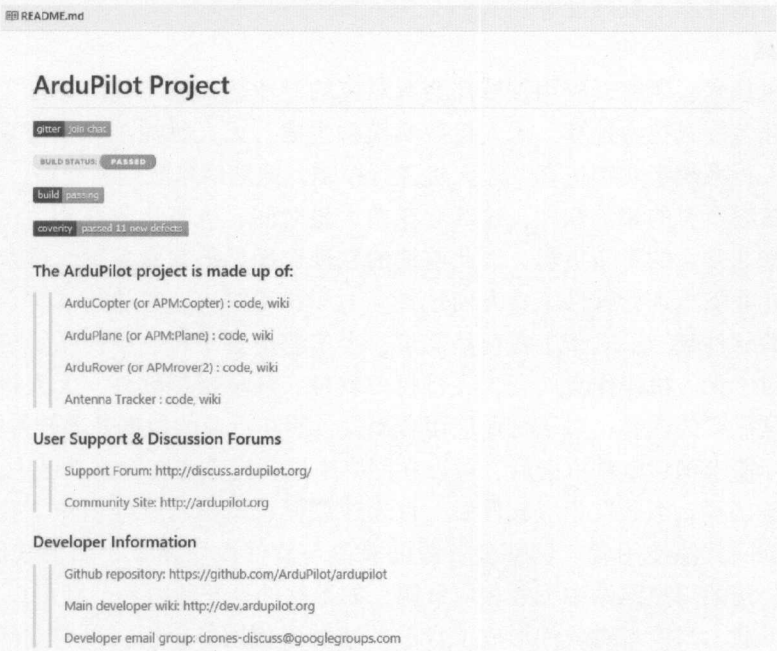 README.md
ArduPilot Project
gitter join chat
BUILD STATUS: PASSED
build passing
coverity passed 11 new defects
The ArduPilot project is made up of:
ArduCopter (or APM:Copter) : code, wiki
ArduPlane (or APM:Plane) : code, wiki
ArduRover (or APMrover2) : code, wiki
Antenna Tracker : code, wiki
User Support & Discussion Forums
Support Forum: http://discuss.ardupilot.org/
Community Site: http://ardupilot.org
Developer Information
Github repository: https://github.com/ArduPilot/ardupilot
Main developer wiki: http://dev.ardupilot.org
Developer email group: drones-discuss@googlegroups.com